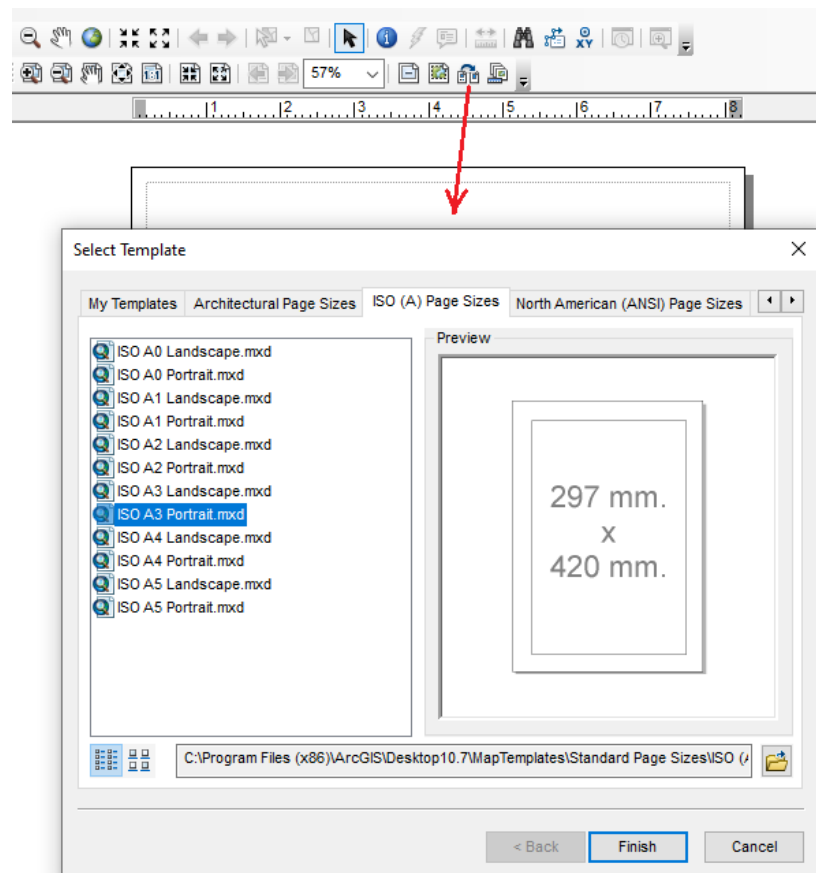 57%
1 2 3 4 5 6 7 8
Select Template
My Templates Architectural Page Sizes ISO (A) Page Sizes North American (ANSI) Page Sizes
ISO A0 Landscape.mxd
ISO A0 Portrait.mxd
ISO A1 Landscape.mxd
ISO A1 Portrait.mxd
ISO A2 Landscape.mxd
ISO A2 Portrait.mxd
ISO A3 Landscape.mxd
ISO A3 Portrait.mxd
ISO A4 Landscape.mxd
ISO A4 Portrait.mxd
ISO A5 Landscape.mxd
ISO A5 Portrait.mxd
Preview
297 mm.
x
420 mm.
C:\Program Files (x86)\ArcGIS\Desktop10.7\MapTemplates\Standard Page Sizes\ISO (A
< Back Finish Cancel